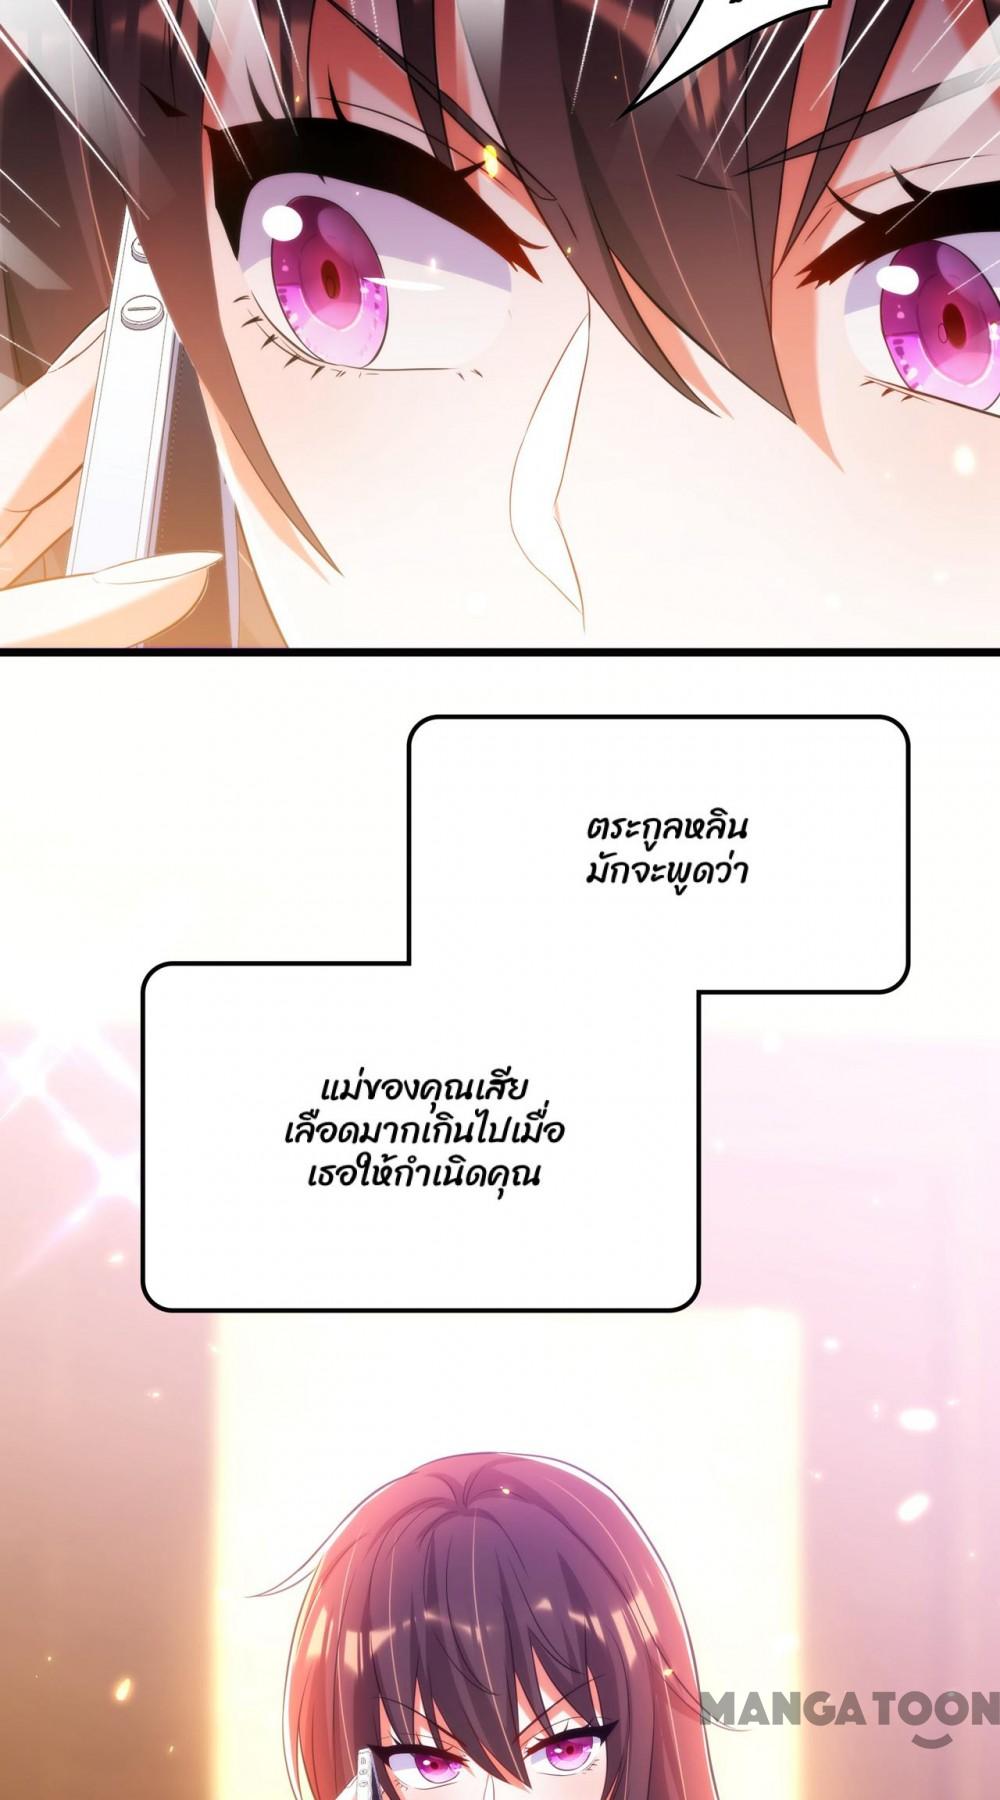 ตระกูลหลิน
มักจะพูดว่า
แม่ของคุณเสีย
เลือดมากเกินไปเมื่อ
เธอให้กำเนิดคุณ
MANGATOON